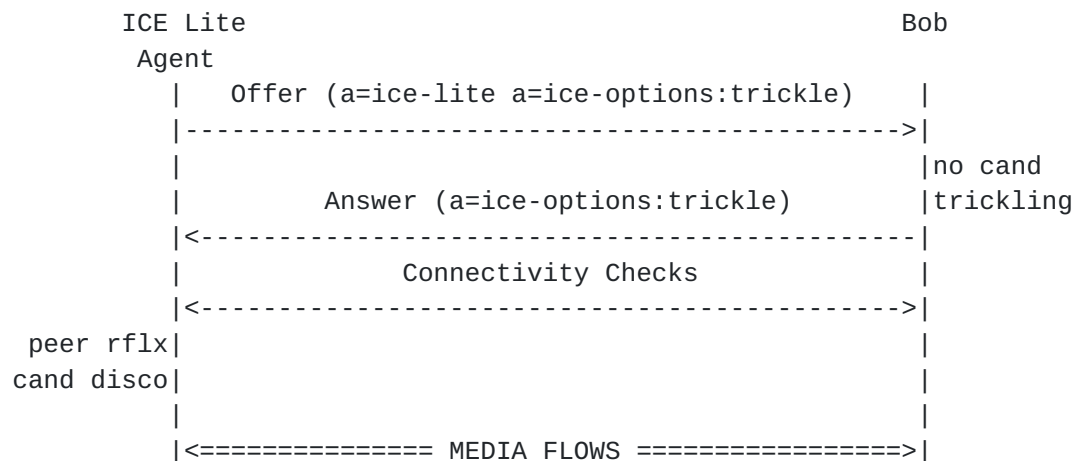 ICE Lite Bob
Agent
| Offer (a=ice-lite a=ice-options:trickle) |
|---------------------------------------------->|
| |no cand
| Answer (a=ice-options:trickle) |trickling
|<----------------------------------------------|
| Connectivity Checks |
|<--------------------------------------------->|
peer rflx| |
cand disco| |
| |
|<=============== MEDIA FLOWS =================>|